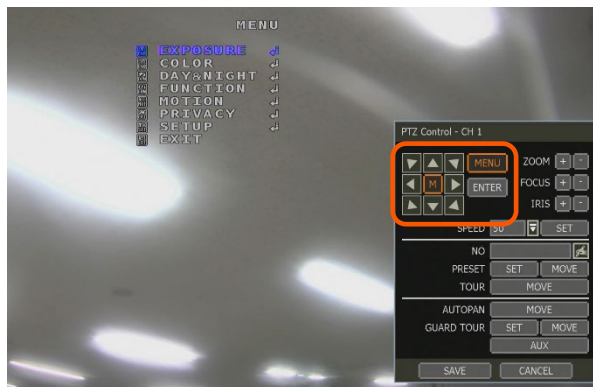 MENU
EXPOSURE
COLOR
DAY&NIGHT
FUNCTION
MOTION
PRIVACY
SETUP
EXIT
PTZ Control - CH 1
MENU ZOOM + -
M ENTER FOCUS + -
IRIS + -
SPEED 50 SET
NO
PRESET SET MOVE
TOUR MOVE
AUTOPAN MOVE
GUARD TOUR SET MOVE
AUX
SAVE CANCEL